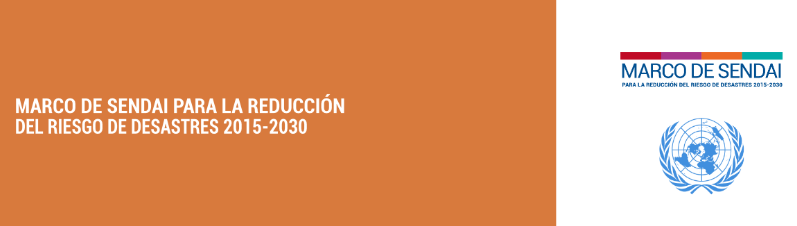 MARCO DE SENDAI PARA LA REDUCCIÓN
DEL RIESGO DE DESASTRES 2015-2030
MARCO DE SENDAI
PARA LA REDUCCIÓN DEL RIESGO DE DESASTRES 2015-2030